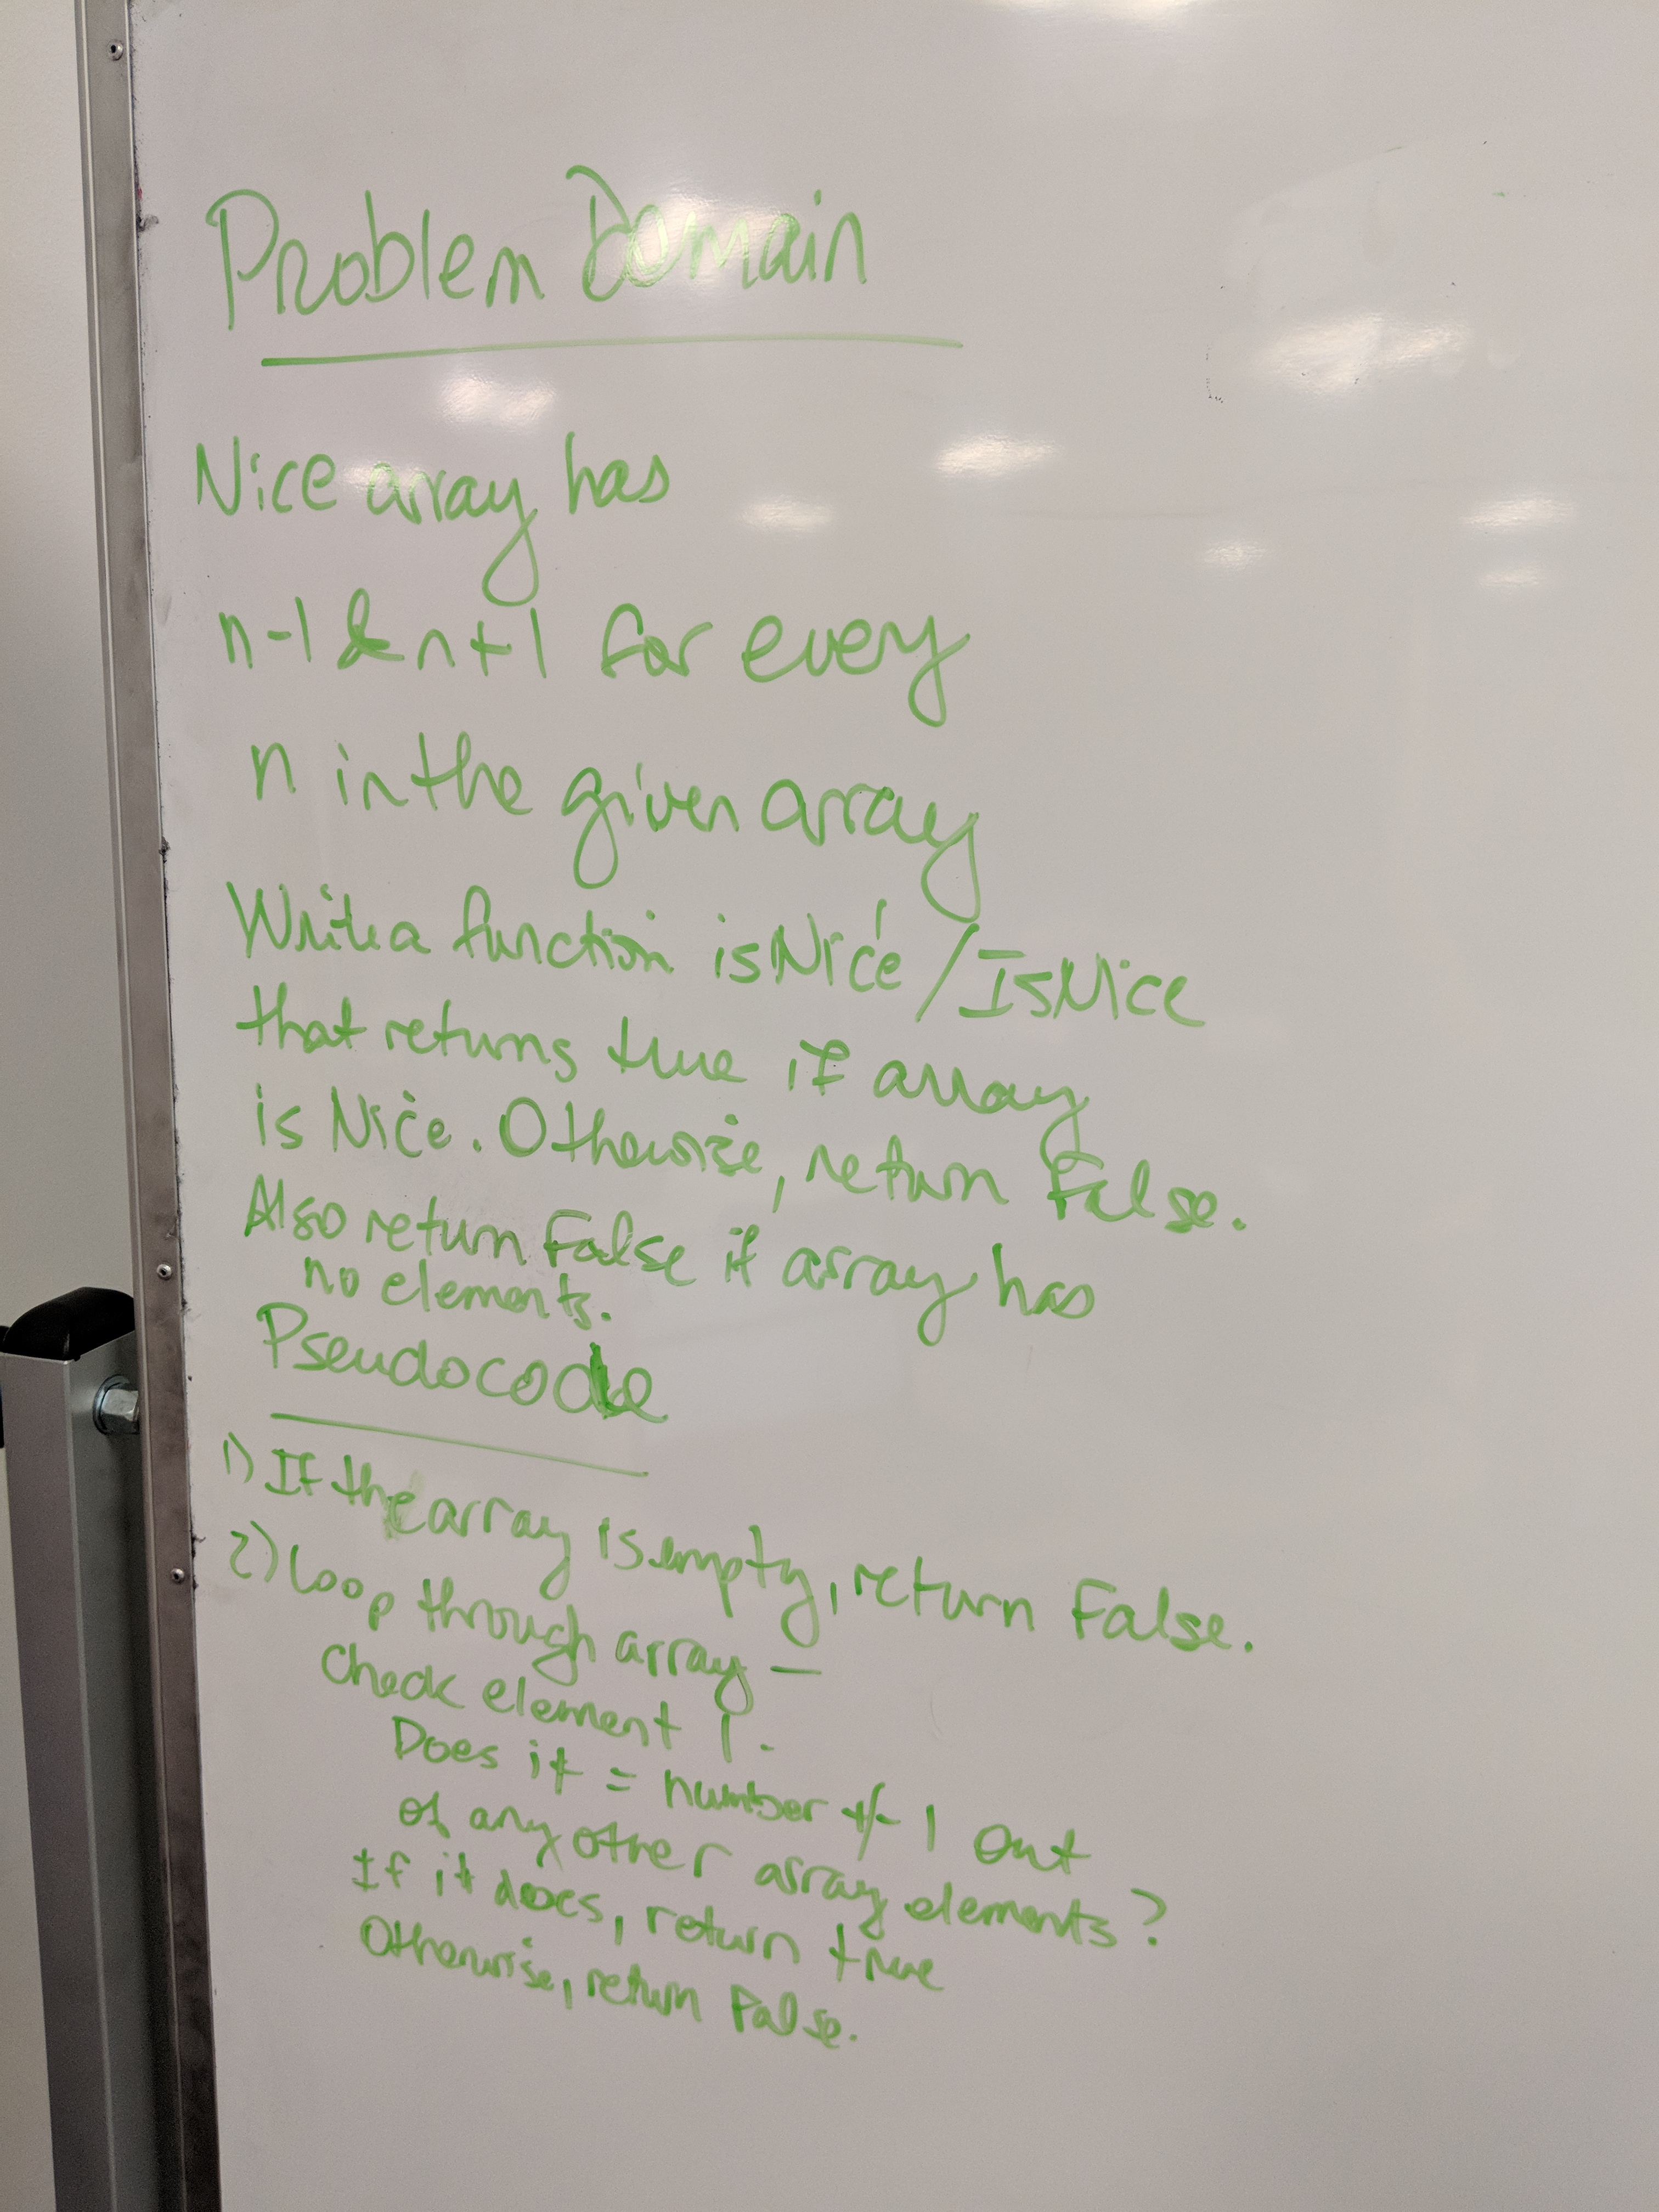 Problem Domain
Nice array has
n-1 & n+1 for every
n in the given array
Write a function isNice/IsNice
that returns true if array
is Nice. Otherwise, return False.
Also return False if array has
no elements.
Pseudocode
1) If the array is empty, return False.
2) Loop through array —
Check element 1.
Does it = number +/- 1 out
of any other array elements?
If it does, return true
Otherwise, return False.